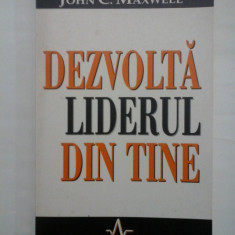 JOHN C. MAXWELL
DEZVOLTĂ
LIDERUL
DIN TINE